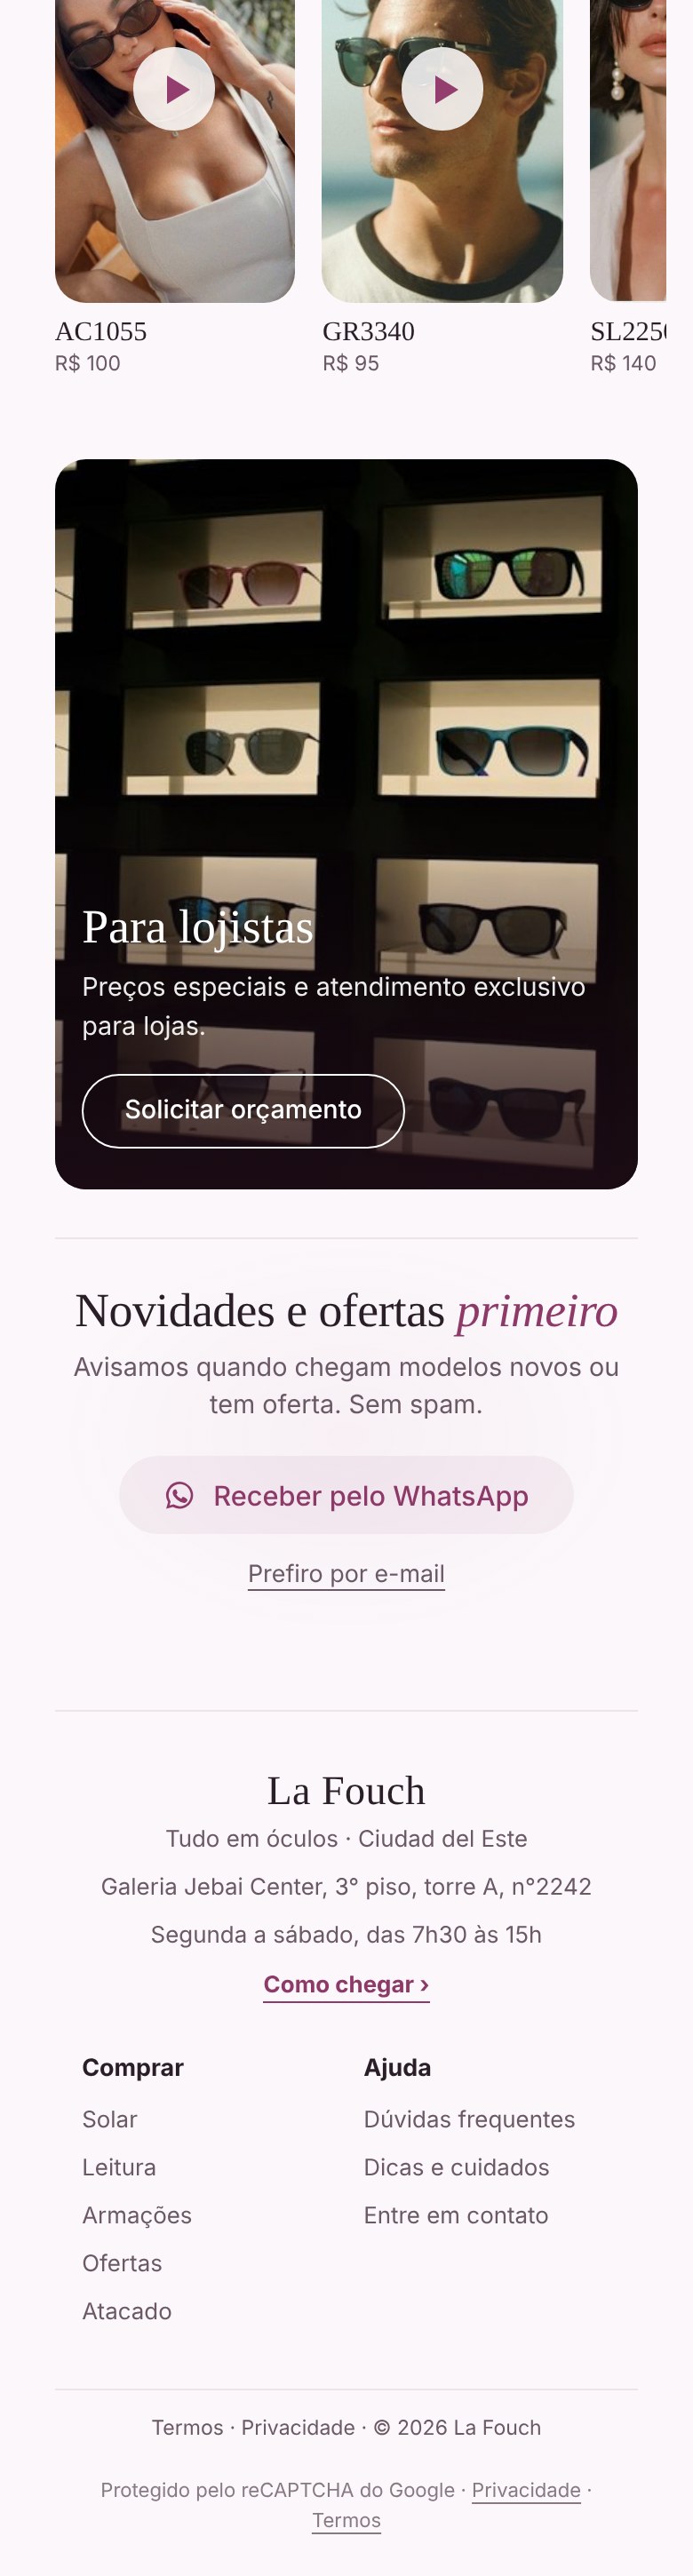 AC1055
R$ 100
GR3340
R$ 95
SL2250
R$ 140
Para lojistas
Preços especiais e atendimento exclusivo
para lojas.
Solicitar orçamento
Novidades e ofertas primeiro
Avisamos quando chegam modelos novos ou
tem oferta. Sem spam.
Receber pelo WhatsApp
Prefiro por e-mail
La Fouch
Tudo em óculos · Ciudad del Este
Galeria Jebai Center, 3° piso, torre A, n°2242
Segunda a sábado, das 7h30 às 15h
Como chegar ›
Comprar
Solar
Leitura
Armações
Ofertas
Atacado
Ajuda
Dúvidas frequentes
Dicas e cuidados
Entre em contato
Termos · Privacidade · © 2026 La Fouch
Protegido pelo reCAPTCHA do Google · Privacidade ·
Termos